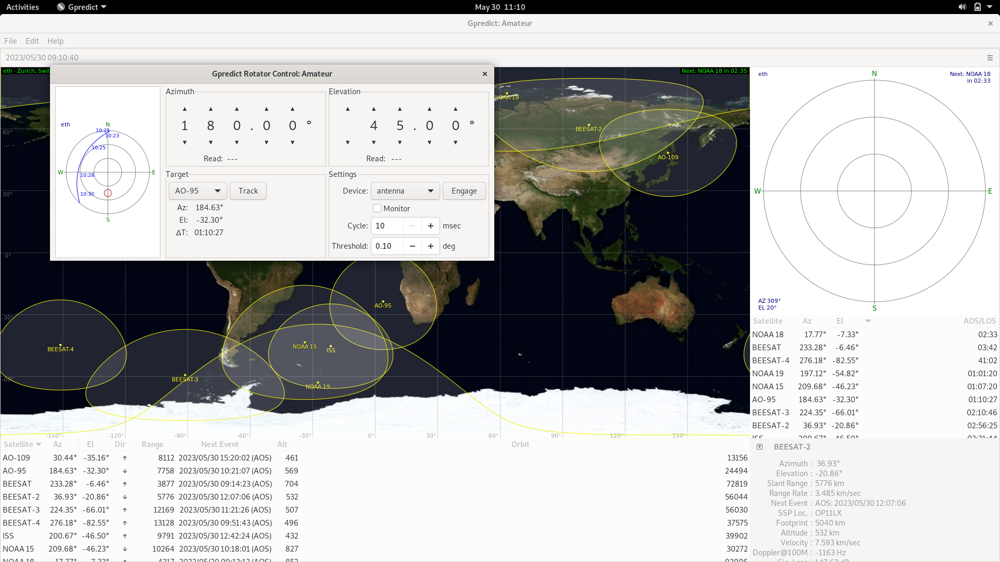 Activities Gpredict May 30 11:10
Gpredict: Amateur ×
File Edit Help
2023/05/30 09:10:40
eth · Zurich, Swi
Next: NOAA 18 in 02:35
Gpredict Rotator Control: Amateur ×
eth
N
W
E
S
10:21
10:23
10:25
10:28
10:30
Azimuth
1 8 0 . 0 0 °
Read: ---
Elevation
4 5 . 0 0 °
Read: ---
Target
AO-95 Track
Az: 184.63°
El: -32.30°
ΔT: 01:10:27
Settings
Device: antenna Engage
Monitor
Cycle: 10 − + msec
Threshold: 0.10 − + deg
60°
30°
0°
-30°
-60°
NOAA 18
BEESAT-2
AO-109
AO-95
BEESAT-4
NOAA 15
ISS
BEESAT-3
NOAA 19
-150° -120° -90° -60° -30° 0° 30° 60° 90° 120° 150°
eth
Next: NOAA 18
in 02:33
N
W
E
S
AZ 309°
EL 20°
Satellite Az El AOS/LOS
NOAA 18 17.77° -7.33° 02:33
BEESAT 233.28° -6.46° 03:42
BEESAT-4 276.18° -82.55° 41:02
NOAA 19 197.12° -54.82° 01:01:20
NOAA 15 209.68° -46.23° 01:07:20
AO-95 184.63° -32.30° 01:10:27
BEESAT-3 224.35° -66.01° 02:10:46
BEESAT-2 36.93° -20.86° 02:56:25
ISS 200.67° -46.50° 03:31:44
Satellite Az El Dir Range Next Event Alt Orbit
AO-109 30.44° -35.16° ↑ 8112 2023/05/30 15:20:02 (AOS) 461 13156
AO-95 184.63° -32.30° ↓ 7758 2023/05/30 10:21:07 (AOS) 569 24494
BEESAT 233.28° -6.46° ↑ 3877 2023/05/30 09:14:23 (AOS) 704 72819
BEESAT-2 36.93° -20.86° ↓ 5776 2023/05/30 12:07:06 (AOS) 532 56044
BEESAT-3 224.35° -66.01° ↑ 12169 2023/05/30 11:21:26 (AOS) 507 56030
BEESAT-4 276.18° -82.55° ↑ 13128 2023/05/30 09:51:43 (AOS) 496 37575
ISS 200.67° -46.50° ↑ 9791 2023/05/30 12:42:24 (AOS) 432 39902
NOAA 15 209.68° -46.23° ↓ 10264 2023/05/30 10:18:01 (AOS) 827 30272
NOAA 18 17.77° -7.33° 4317 2023/05/30 09:13:13 (AOS) 852
BEESAT-2
Azimuth : 36.93°
Elevation : -20.86°
Slant Range : 5776 km
Range Rate : 3.485 km/sec
Next Event : AOS: 2023/05/30 12:07:06
SSP Loc. : OP11LX
Footprint : 5040 km
Altitude : 532 km
Velocity : 7.593 km/sec
Doppler@100M : -1163 Hz
Sig. Loss :